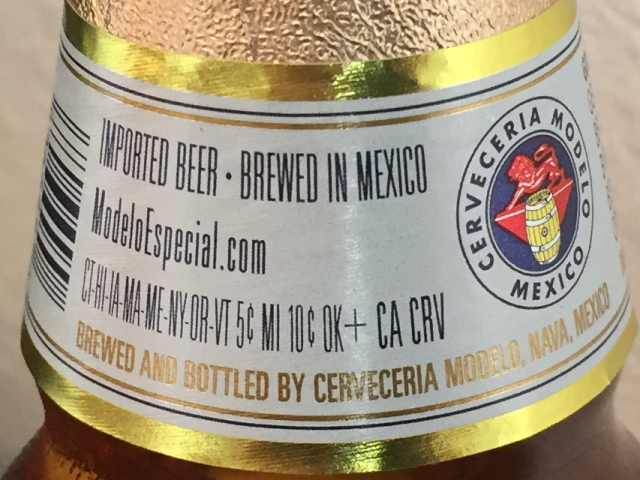 IMPORTED BEER · BREWED IN MEXICO
ModeloEspecial.com
CT-HI-IA-MA-ME-NY-OR-VT 5¢ MI 10¢ OK+ CA CRV
BREWED AND BOTTLED BY CERVECERIA MODELO, NAVA, MEXICO
CERVECERIA MODELO
MEXICO